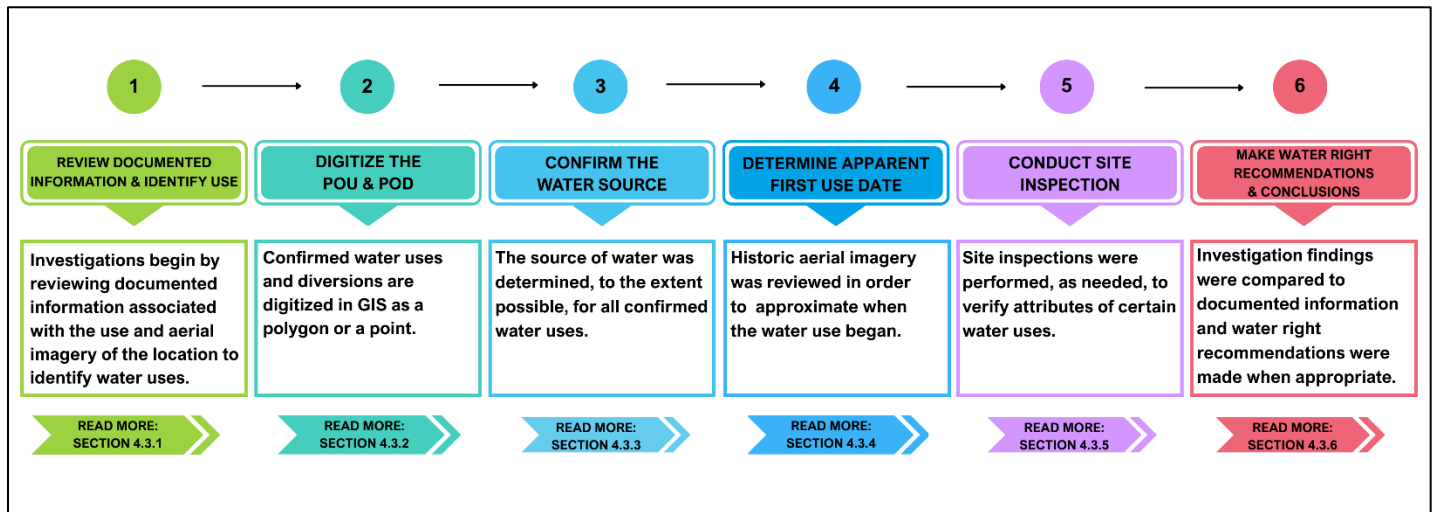 1
2
3
4
5
6
REVIEW DOCUMENTED
INFORMATION & IDENTIFY USE
DIGITIZE THE
POU & POD
CONFIRM THE
WATER SOURCE
DETERMINE APPARENT
FIRST USE DATE
CONDUCT SITE
INSPECTION
MAKE WATER RIGHT
RECOMMENDATIONS
& CONCLUSIONS
Investigations begin by
reviewing documented
information associated
with the use and aerial
imagery of the location to
identify water uses.
Confirmed water uses
and diversions are
digitized in GIS as a
polygon or a point.
The source of water was
determined, to the extent
possible, for all confirmed
water uses.
Historic aerial imagery
was reviewed in order
to approximate when
the water use began.
Site inspections were
performed, as needed, to
verify attributes of certain
water uses.
Investigation findings
were compared to
documented information
and water right
recommendations were
made when appropriate.
READ MORE:
SECTION 4.3.1
READ MORE:
SECTION 4.3.2
READ MORE:
SECTION 4.3.3
READ MORE:
SECTION 4.3.4
READ MORE:
SECTION 4.3.5
READ MORE:
SECTION 4.3.6